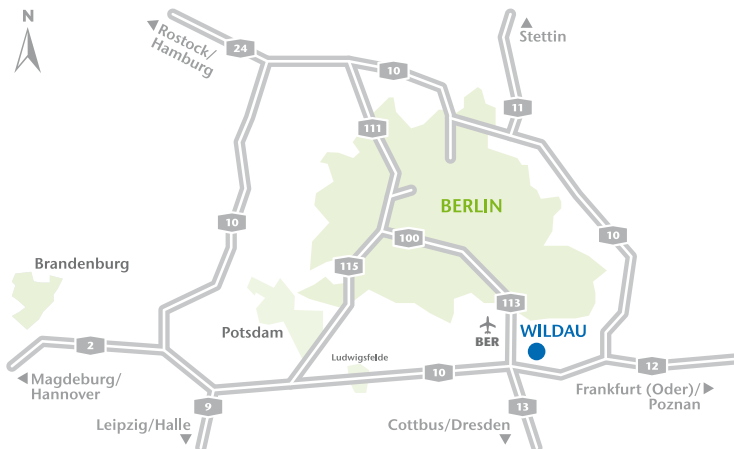 N
Rostock/
Hamburg
24
Stettin
10
11
111
BERLIN
10
100
10
115
Brandenburg
113
Potsdam
BER
WILDAU
2
Ludwigsfelde
12
10
Magdeburg/
Hannover
Frankfurt (Oder)/
Poznan
9
13
Leipzig/Halle
Cottbus/Dresden